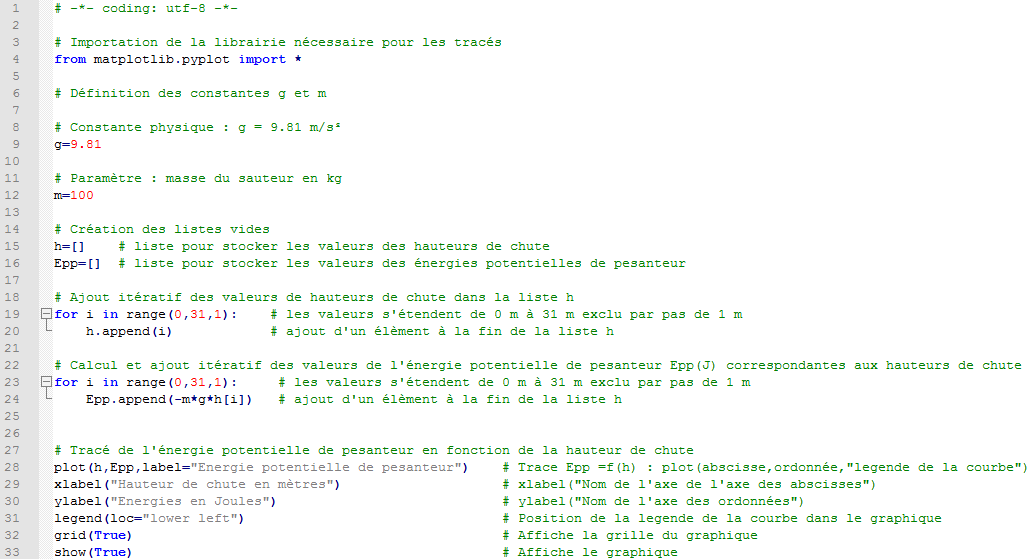 1 # -*- coding: utf-8 -*-
2
3 # Importation de la librairie nécessaire pour les tracés
4 from matplotlib.pyplot import *
5
6 # Définition des constantes g et m
7
8 # Constante physique : g = 9.81 m/s²
9 g=9.81
10
11 # Paramètre : masse du sauteur en kg
12 m=100
13
14 # Création des listes vides
15 h=[]    # liste pour stocker les valeurs des hauteurs de chute
16 Epp=[]  # liste pour stocker les valeurs des énergies potentielles de pesanteur
17
18 # Ajout itératif des valeurs de hauteurs de chute dans la liste h
19 for i in range(0,31,1):    # les valeurs s'étendent de 0 m à 31 m exclu par pas de 1 m
20     h.append(i)            # ajout d'un élèment à la fin de la liste h
21
22 # Calcul et ajout itératif des valeurs de l'énergie potentielle de pesanteur Epp(J) correspondantes aux hauteurs de chute
23 for i in range(0,31,1):     # les valeurs s'étendent de 0 m à 31 m exclu par pas de 1 m
24     Epp.append(-m*g*h[i])   # ajout d'un élèment à la fin de la liste h
25
26
27 # Tracé de l'énergie potentielle de pesanteur en fonction de la hauteur de chute
28 plot(h,Epp,label="Energie potentielle de pesanteur")    # Trace Epp =f(h) : plot(abscisse,ordonnée,"legende de la courbe")
29 xlabel("Hauteur de chute en mètres")                    # xlabel("Nom de l'axe de l'axe des abscisses")
30 ylabel("Energies en Joules")                            # ylabel("Nom de l'axe des ordonnées")
31 legend(loc="lower left")                                # Position de la legende de la courbe dans le graphique
32 grid(True)                                              # Affiche la grille du graphique
33 show(True)                                              # Affiche le graphique